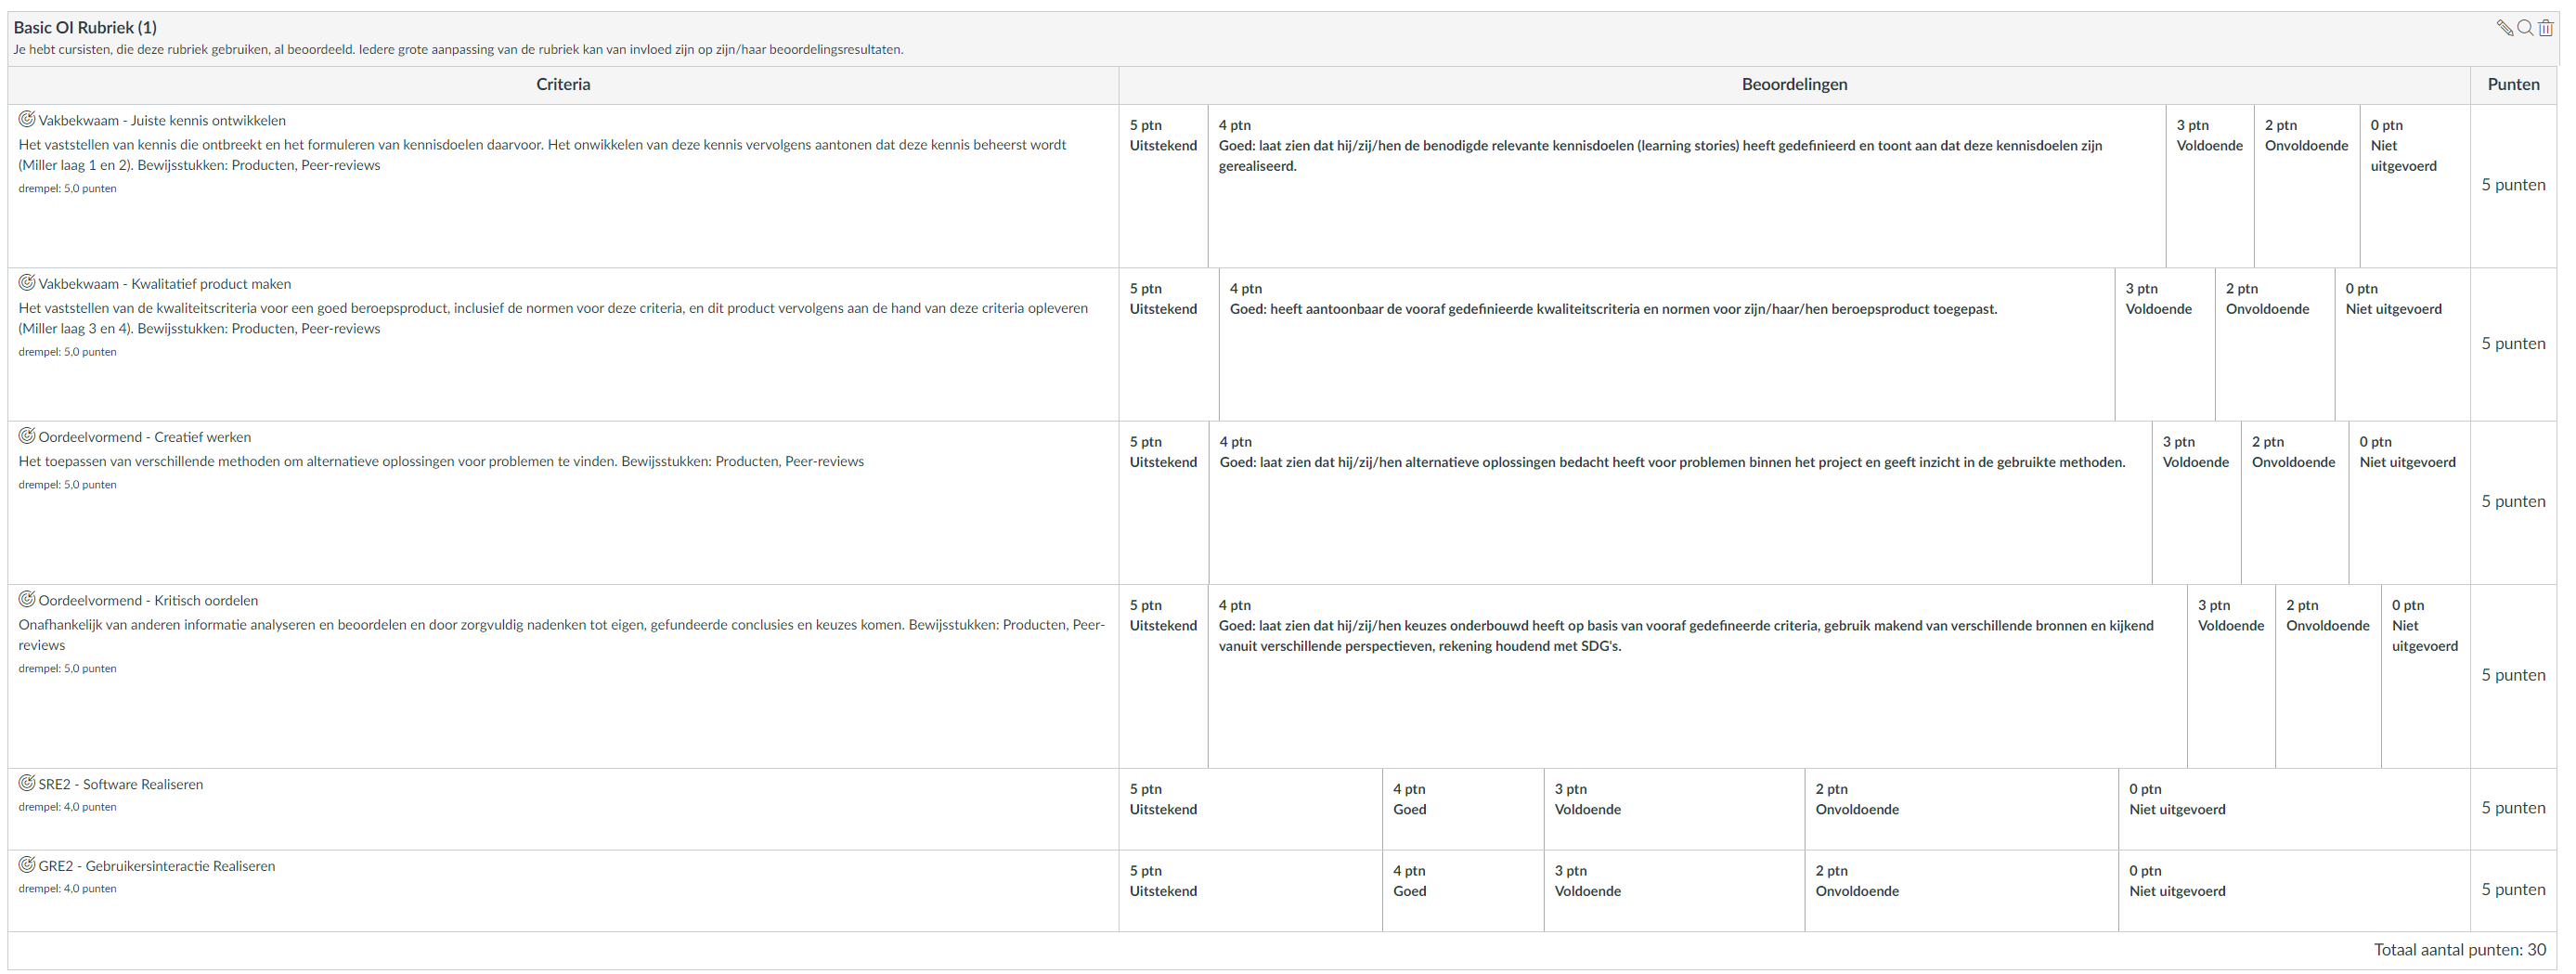 Basic OI Rubriek (1)
Je hebt cursisten, die deze rubriek gebruiken, al beoordeeld. Iedere grote aanpassing van de rubriek kan van invloed zijn op zijn/haar beoordelingsresultaten.
Criteria
Beoordelingen
Punten
Vakbekwaam - Juiste kennis ontwikkelen
Het vaststellen van kennis die ontbreekt en het formuleren van kennisdoelen daarvoor. Het onwikkelen van deze kennis vervolgens aantonen dat deze kennis beheerst wordt
(Miller laag 1 en 2). Bewijsstukken: Producten, Peer-reviews
drempel: 5,0 punten
5 ptn
Uitstekend
4 ptn
Goed: laat zien dat hij/zij/hen de benodigde relevante kennisdoelen (learning stories) heeft gedefinieerd en toont aan dat deze kennisdoelen zijn
gerealiseerd.
3 ptn
Voldoende
2 ptn
Onvoldoende
0 ptn
Niet
uitgevoerd
5 punten
Vakbekwaam - Kwalitatief product maken
Het vaststellen van de kwaliteitscriteria voor een goed beroepsproduct, inclusief de normen voor deze criteria, en dit product vervolgens aan de hand van deze criteria opleveren
(Miller laag 3 en 4). Bewijsstukken: Producten, Peer-reviews
drempel: 5,0 punten
5 ptn
Uitstekend
4 ptn
Goed: heeft aantoonbaar de vooraf gedefinieerde kwaliteitscriteria en normen voor zijn/haar/hen beroepsproduct toegepast.
3 ptn
Voldoende
2 ptn
Onvoldoende
0 ptn
Niet uitgevoerd
5 punten
Oordeelvormend - Creatief werken
Het toepassen van verschillende methoden om alternatieve oplossingen voor problemen te vinden. Bewijsstukken: Producten, Peer-reviews
drempel: 5,0 punten
5 ptn
Uitstekend
4 ptn
Goed: laat zien dat hij/zij/hen alternatieve oplossingen bedacht heeft voor problemen binnen het project en geeft inzicht in de gebruikte methoden.
3 ptn
Voldoende
2 ptn
Onvoldoende
0 ptn
Niet uitgevoerd
5 punten
Oordeelvormend - Kritisch oordelen
Onafhankelijk van anderen informatie analyseren en beoordelen en door zorgvuldig nadenken tot eigen, gefundeerde conclusies en keuzes komen. Bewijsstukken: Producten, Peer-
reviews
drempel: 5,0 punten
5 ptn
Uitstekend
4 ptn
Goed: laat zien dat hij/zij/hen keuzes onderbouwd heeft op basis van vooraf gedefineerde criteria, gebruik makend van verschillende bronnen en kijkend
vanuit verschillende perspectieven, rekening houdend met SDG's.
3 ptn
Voldoende
2 ptn
Onvoldoende
0 ptn
Niet
uitgevoerd
5 punten
SRE2 - Software Realiseren
drempel: 4,0 punten
5 ptn
Uitstekend
4 ptn
Goed
3 ptn
Voldoende
2 ptn
Onvoldoende
0 ptn
Niet uitgevoerd
5 punten
GRE2 - Gebruikersinteractie Realiseren
drempel: 4,0 punten
5 ptn
Uitstekend
4 ptn
Goed
3 ptn
Voldoende
2 ptn
Onvoldoende
0 ptn
Niet uitgevoerd
5 punten
Totaal aantal punten: 30